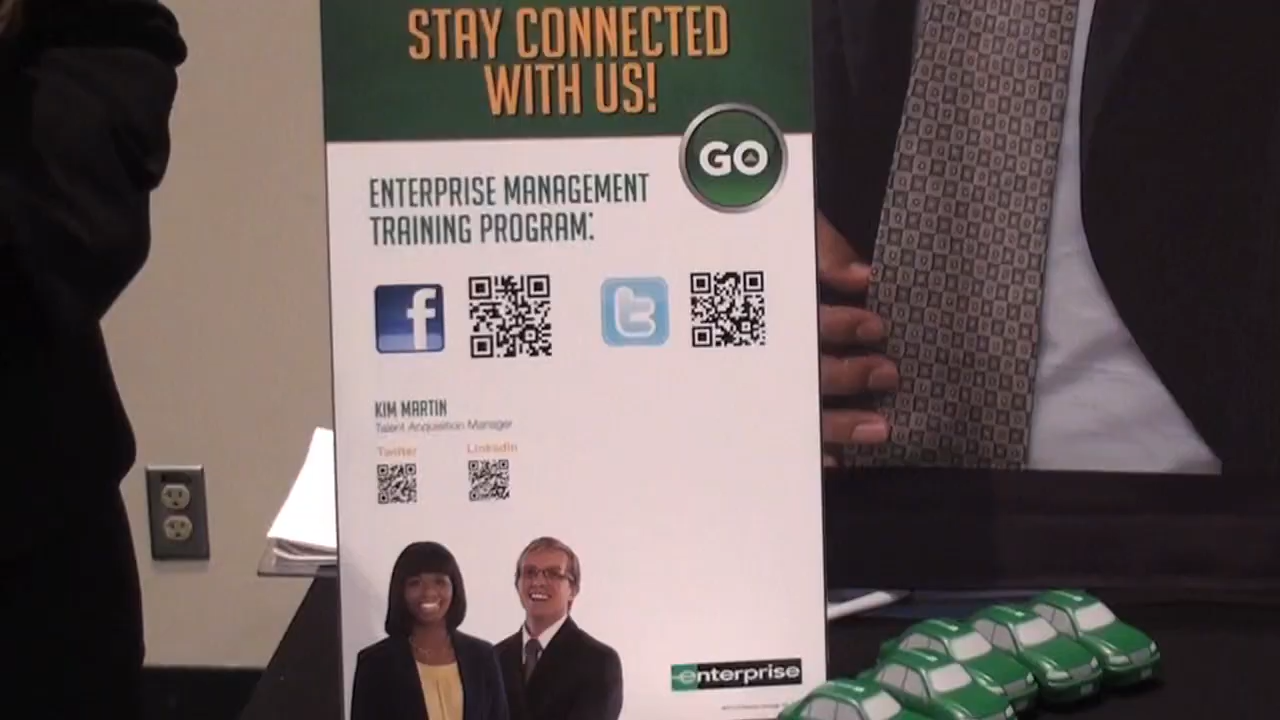 STAY CONNECTED
WITH US!
GO
ENTERPRISE MANAGEMENT
TRAINING PROGRAM:
f
t
KIM MARTIN
Talent Acquisition Manager
Twitter
LinkedIn
enterprise